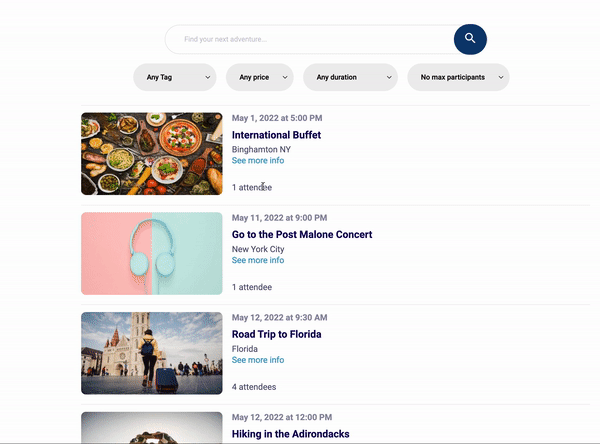 Find your next adventure...
Any Tag
Any price
Any duration
No max participants
May 1, 2022 at 5:00 PM
International Buffet
Binghamton NY
See more info
1 attendee
May 11, 2022 at 9:00 PM
Go to the Post Malone Concert
New York City
See more info
1 attendee
May 12, 2022 at 9:30 AM
Road Trip to Florida
Florida
See more info
4 attendees
May 12, 2022 at 12:00 PM
Hiking in the Adirondacks